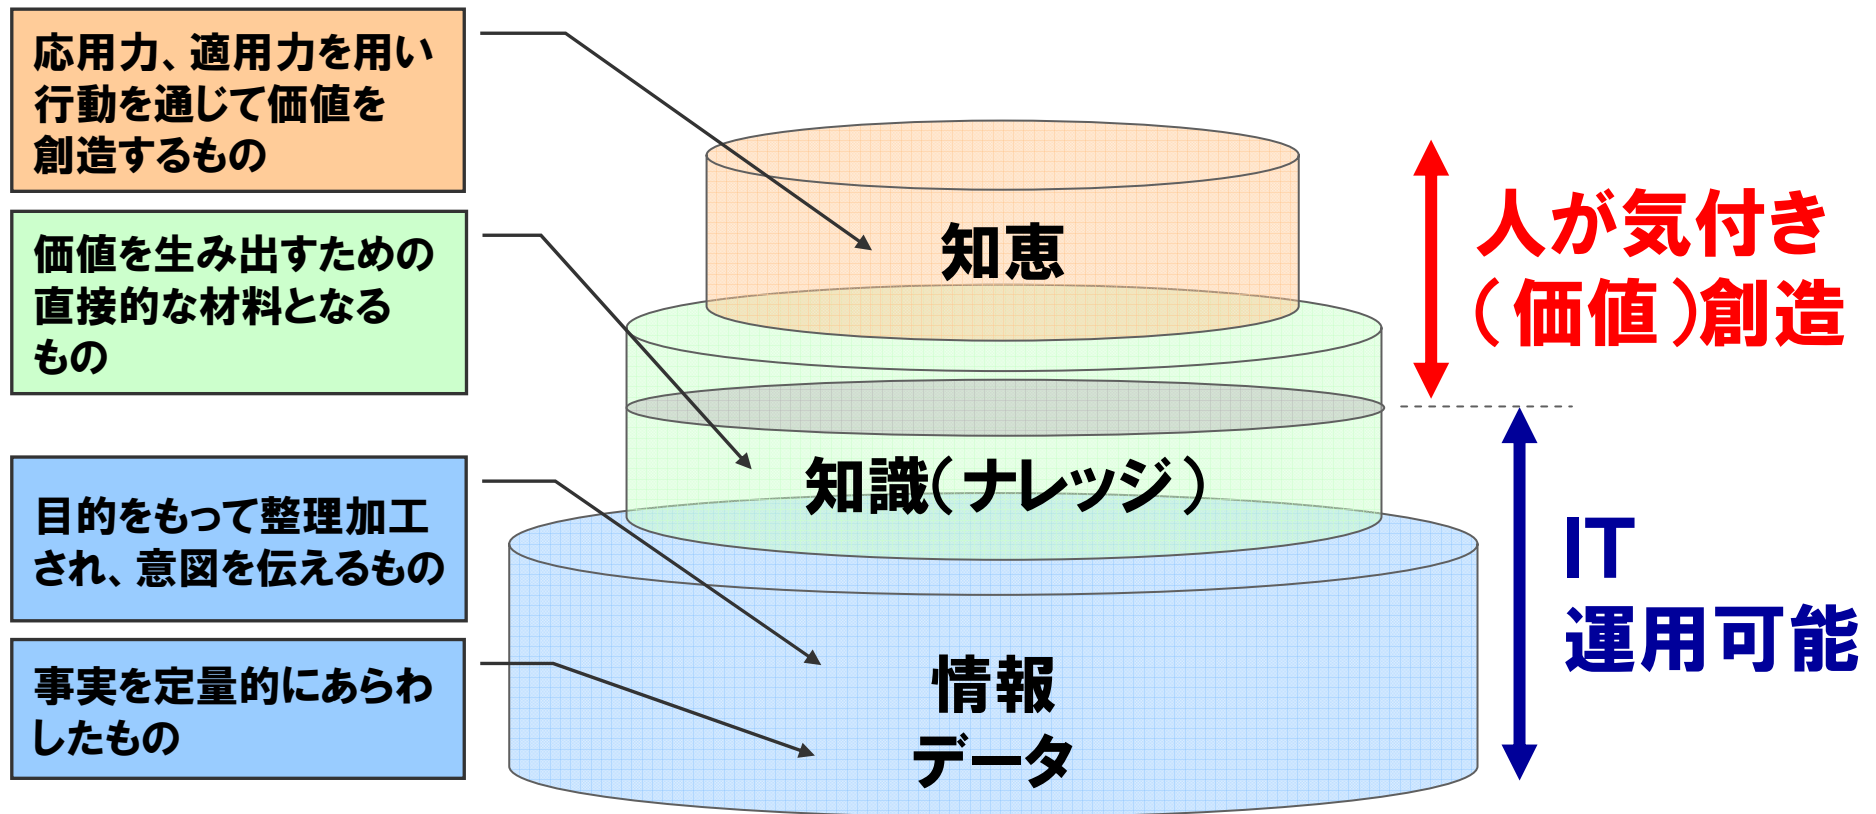 応用力、適用力を用い
行動を通じて価値を
創造するもの
価値を生み出すための
直接的な材料となる
もの
目的をもって整理加工
され、意図を伝えるもの
事実を定量的にあらわ
したもの
知恵
知識(ナレッジ)
情報
データ
人が気付き
(価値)創造
IT
運用可能